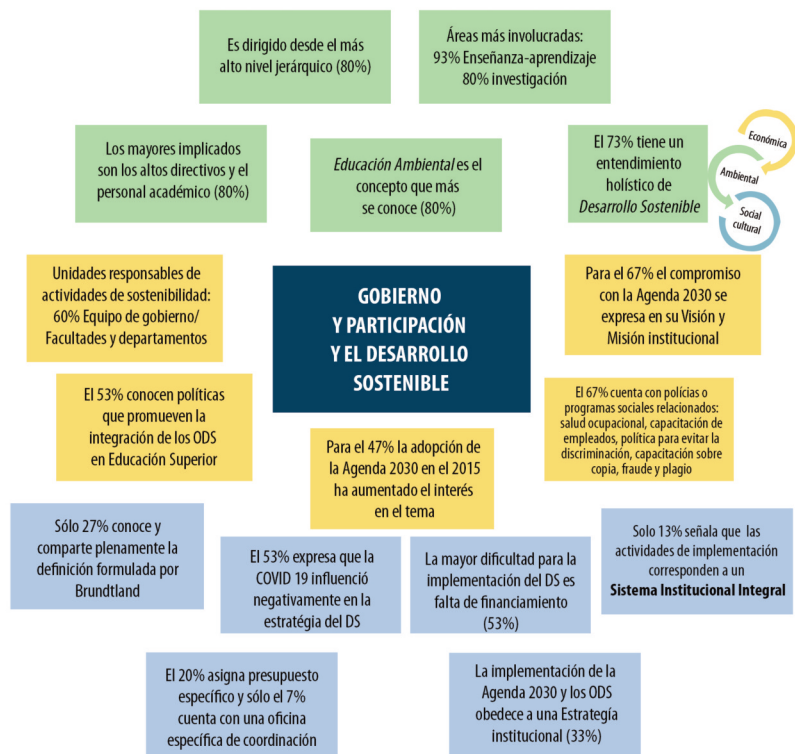 Es dirigido desde el más
alto nivel jerárquico (80%)
Áreas más involucradas:
93% Enseñanza-aprendizaje
80% investigación
Los mayores implicados
son los altos directivos y el
personal académico (80%)
Educación Ambiental es el
concepto que más
se conoce (80%)
El 73% tiene un
entendimiento
holístico de
Desarrollo Sostenible
Económica
Ambiental
Social
cultural
Unidades responsables de
actividades de sostenibilidad:
60% Equipo de gobierno/
Facultades y departamentos
GOBIERNO
Y PARTICIPACIÓN
Y EL DESARROLLO
SOSTENIBLE
Para el 67% el compromiso
con la Agenda 2030 se
expresa en su Visión y
Misión institucional
El 53% conocen políticas
que promueven la
integración de los ODS
en Educación Superior
Para el 47% la adopción de
la Agenda 2030 en el 2015
ha aumentado el interés
en el tema
El 67% cuenta con polícias o
programas sociales relacionados:
salud ocupacional, capacitación de
empleados, política para evitar la
discriminación, capacitación sobre
copia, fraude y plagio
Sólo 27% conoce y
comparte plenamente la
definición formulada por
Brundtland
El 53% expresa que la
COVID 19 influenció
negativamente en la
estratégia del DS
La mayor dificultad para la
implementación del DS es
falta de financiamiento
(53%)
Solo 13% señala que las
actividades de implementación
corresponden a un
Sistema Institucional Integral
El 20% asigna presupuesto
específico y sólo el 7%
cuenta con una oficina
específica de coordinación
La implementación de la
Agenda 2030 y los ODS
obedece a una Estrategía
institucional (33%)